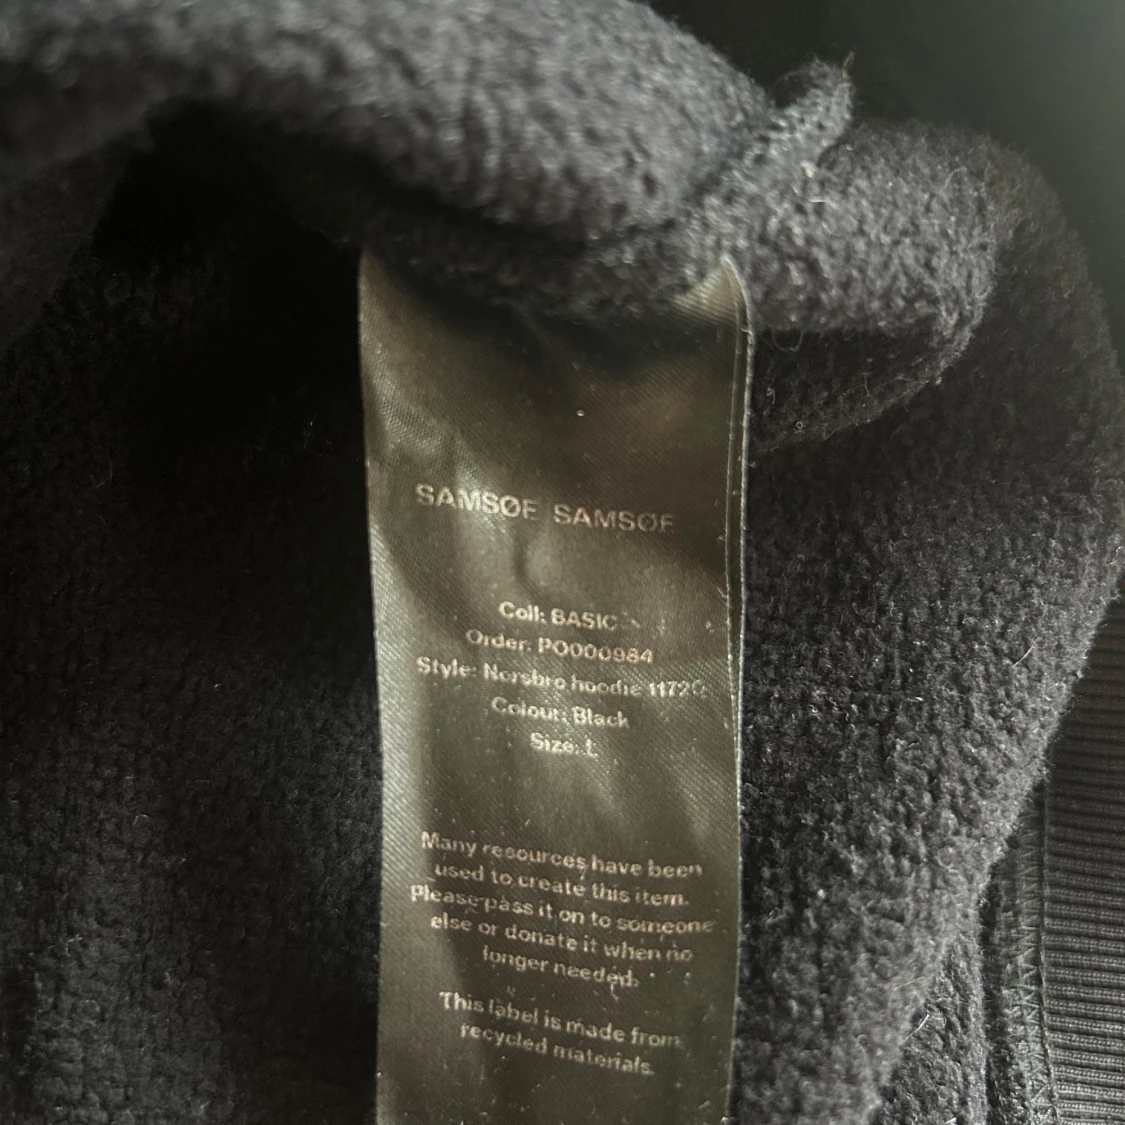 SAMSØE SAMSØE
Coll: BASIC
Order: PO000984
Style: Norsbro hoodie 11720
Colour: Black
Size: L
Many resources have been
used to create this item.
Please pass it on to someone
else or donate it when no
longer needed.
This label is made from
recycled materials.